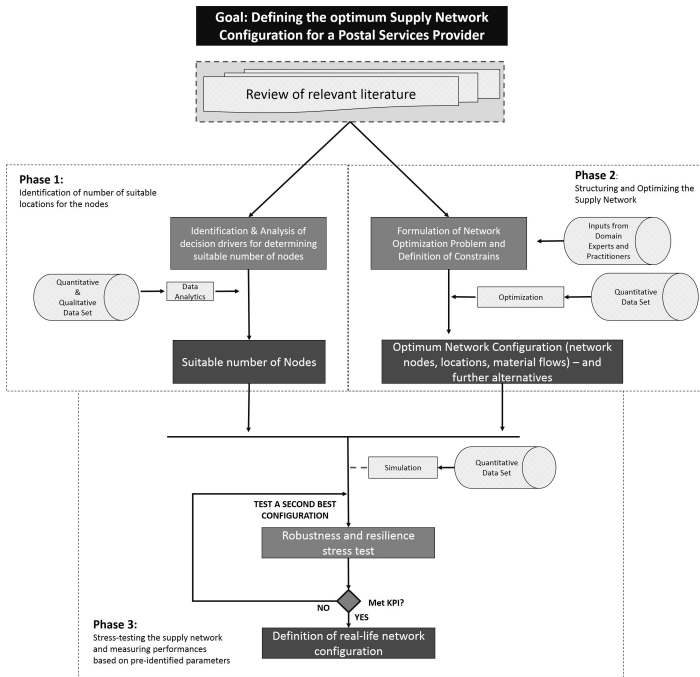 Goal: Defining the optimum Supply Network
Configuration for a Postal Services Provider
Review of relevant literature
Phase 1:
Identification of number of suitable
locations for the nodes
Phase 2:
Structuring and Optimizing the
Supply Network
Identification & Analysis of
decision drivers for determining
suitable number of nodes
Formulation of Network
Optimization Problem and
Definition of Constrains
Inputs from
Domain
Experts and
Practitioners
Quantitative
&
Qualitative
Data Set
Data
Analytics
Optimization
Quantitative
Data Set
Suitable number of Nodes
Optimum Network Configuration (network
nodes, locations, material flows) – and
further alternatives
Simulation
Quantitative
Data Set
TEST A SECOND BEST
CONFIGURATION
Robustness and resilience
stress test
NO
Met KPI?
YES
Phase 3:
Stress-testing the supply network
and measuring performances
based on pre-identified parameters
Definition of real-life network
configuration